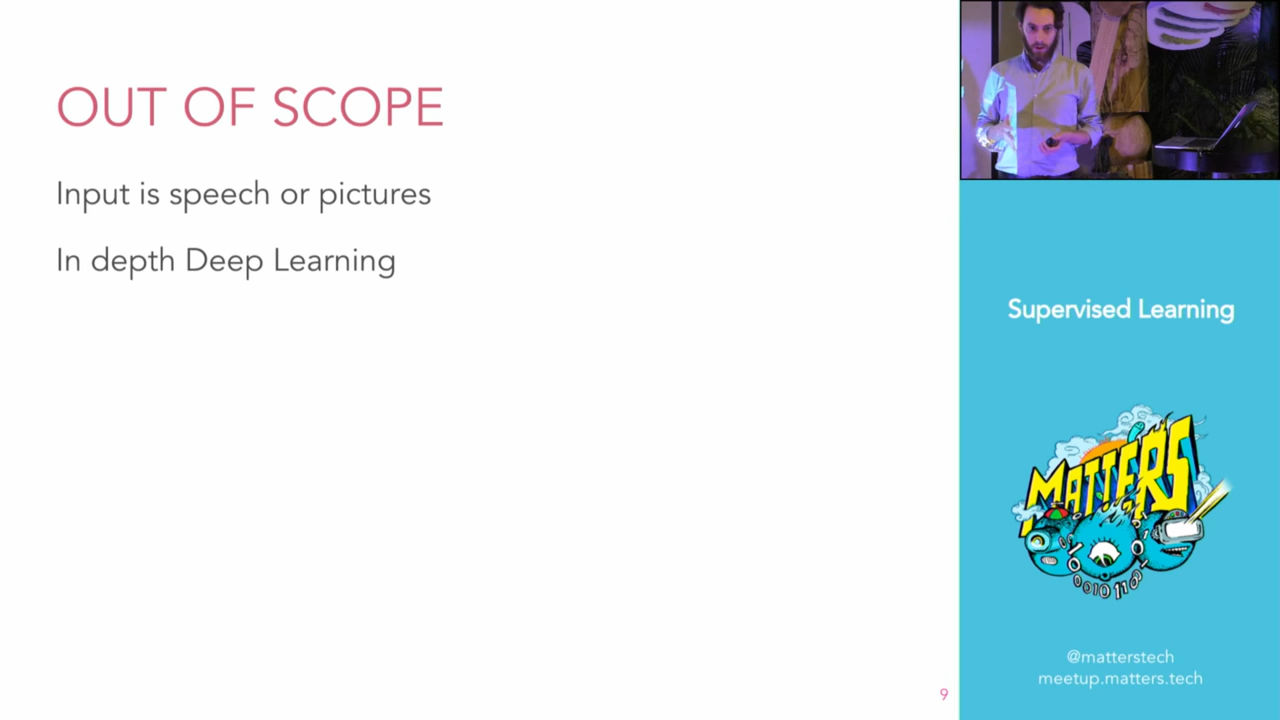 OUT OF SCOPE
Input is speech or pictures
In depth Deep Learning
9
Supervised Learning
MATTERS
0010110
@matterstech
meetup.matters.tech